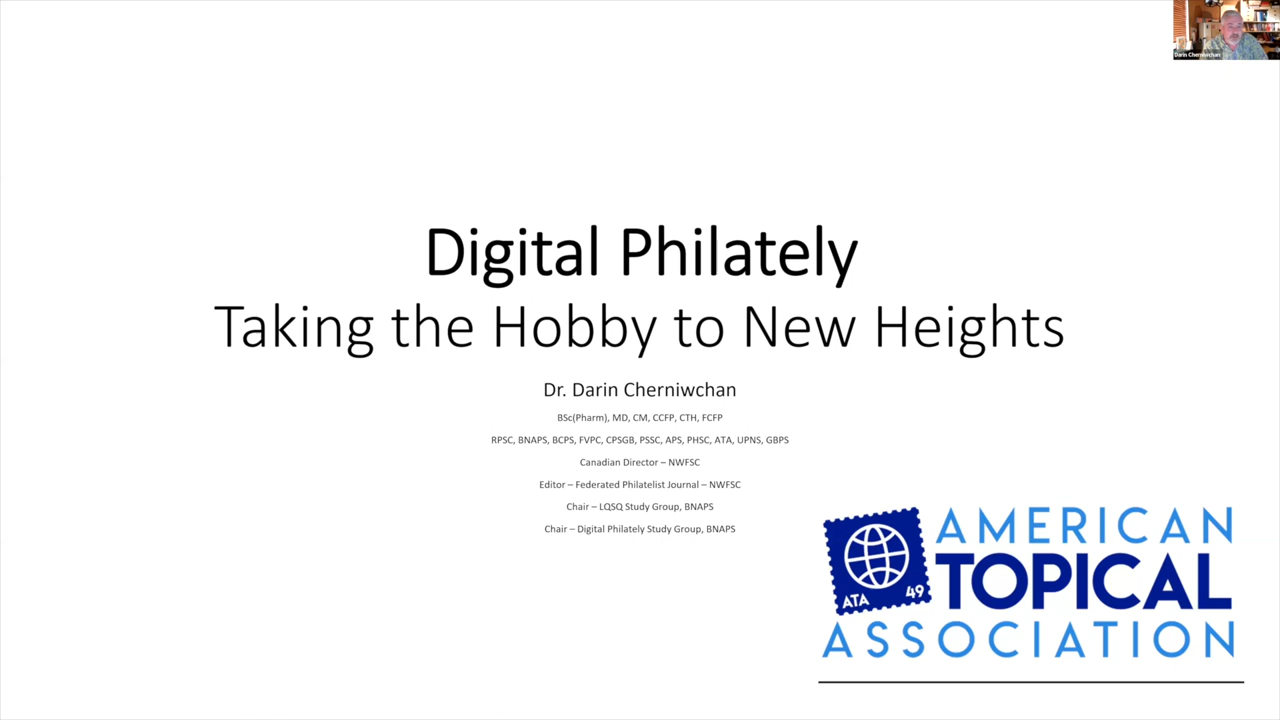 Darin Cherniwchan
Digital Philately
Taking the Hobby to New Heights
Dr. Darin Cherniwchan
BSc(Pharm), MD, CM, CCFP, CTH, FCFP
RPSC, BNAPS, BCPS, FVPC, CPSGB, PSSC, APS, PHSC, ATA, UPNS, GBPS
Canadian Director – NWFSC
Editor – Federated Philatelist Journal – NWFSC
Chair – LQSQ Study Group, BNAPS
Chair – Digital Philately Study Group, BNAPS
AMERICAN
TOPICAL
ATA 49
ASSOCIATION